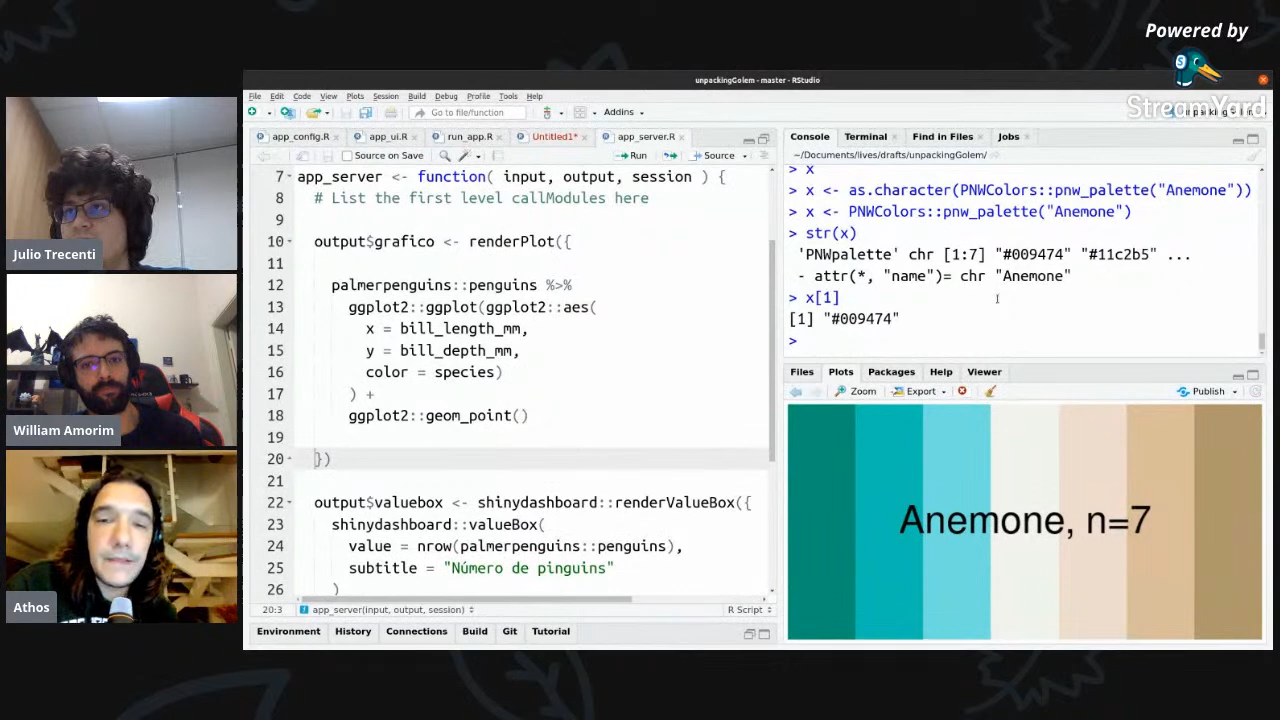 Powered by
StreamYard
unpackingGolem - master - RStudio
File Edit Code View Plots Session Build Debug Profile Tools Help
Go to file/function Addins
Julio Trecenti
William Amorim
Athos
app_config.R app_ui.R run_app.R Untitled1* app_server.R
Source on Save Run Source
7 app_server <- function( input, output, session ) {
8 # List the first level callModules here
9
10 output$grafico <- renderPlot({
11
12 palmerpenguins::penguins %>%
13 ggplot2::ggplot(ggplot2::aes(
14 x = bill_length_mm,
15 y = bill_depth_mm,
16 color = species)
17 ) +
18 ggplot2::geom_point()
19
20 })
21
22 output$valuebox <- shinydashboard::renderValueBox({
23 shinydashboard::valueBox(
24 value = nrow(palmerpenguins::penguins),
25 subtitle = "Número de pinguins"
26 )
20:3 app_server(input, output, session) R Script
Environment History Connections Build Git Tutorial
Console Terminal Find in Files Jobs
~/Documents/lives/drafts/unpackingGolem/
> x
> x <- as.character(PNWColors::pnw_palette("Anemone"))
> x <- PNWColors::pnw_palette("Anemone")
> str(x)
'PNWpalette' chr [1:7] "#009474" "#11c2b5" ...
- attr(*, "name")= chr "Anemone"
> x[1]
[1] "#009474"
>
Files Plots Packages Help Viewer
Zoom Export Publish
Anemone, n=7